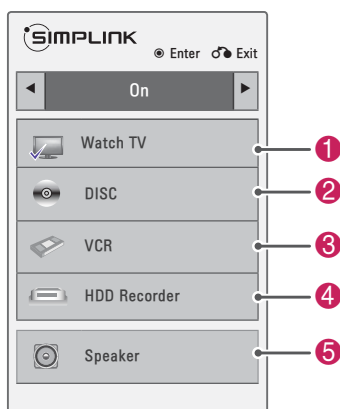 SIMPLINK
Enter Exit
◄ On ►
Watch TV 1
DISC 2
VCR 3
HDD Recorder 4
Speaker 5